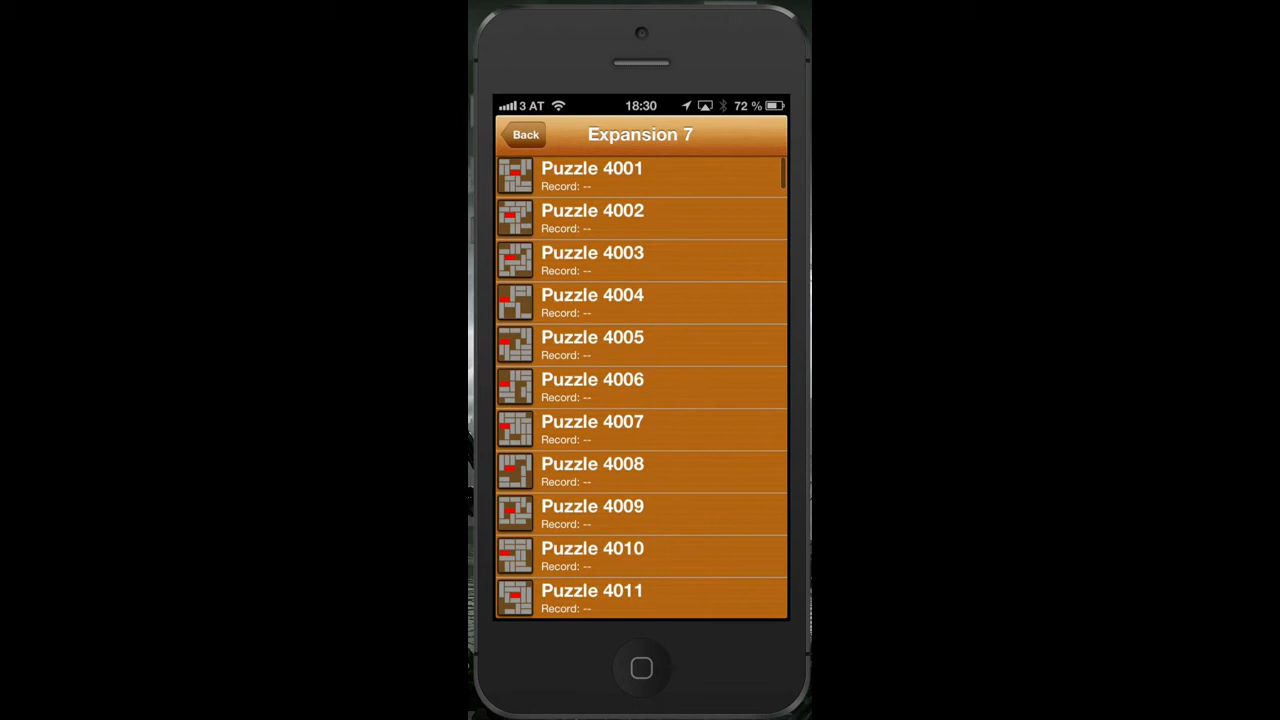 3 AT 18:30 72 %
Back Expansion 7
Puzzle 4001
Record: --
Puzzle 4002
Record: --
Puzzle 4003
Record: --
Puzzle 4004
Record: --
Puzzle 4005
Record: --
Puzzle 4006
Record: --
Puzzle 4007
Record: --
Puzzle 4008
Record: --
Puzzle 4009
Record: --
Puzzle 4010
Record: --
Puzzle 4011
Record: --